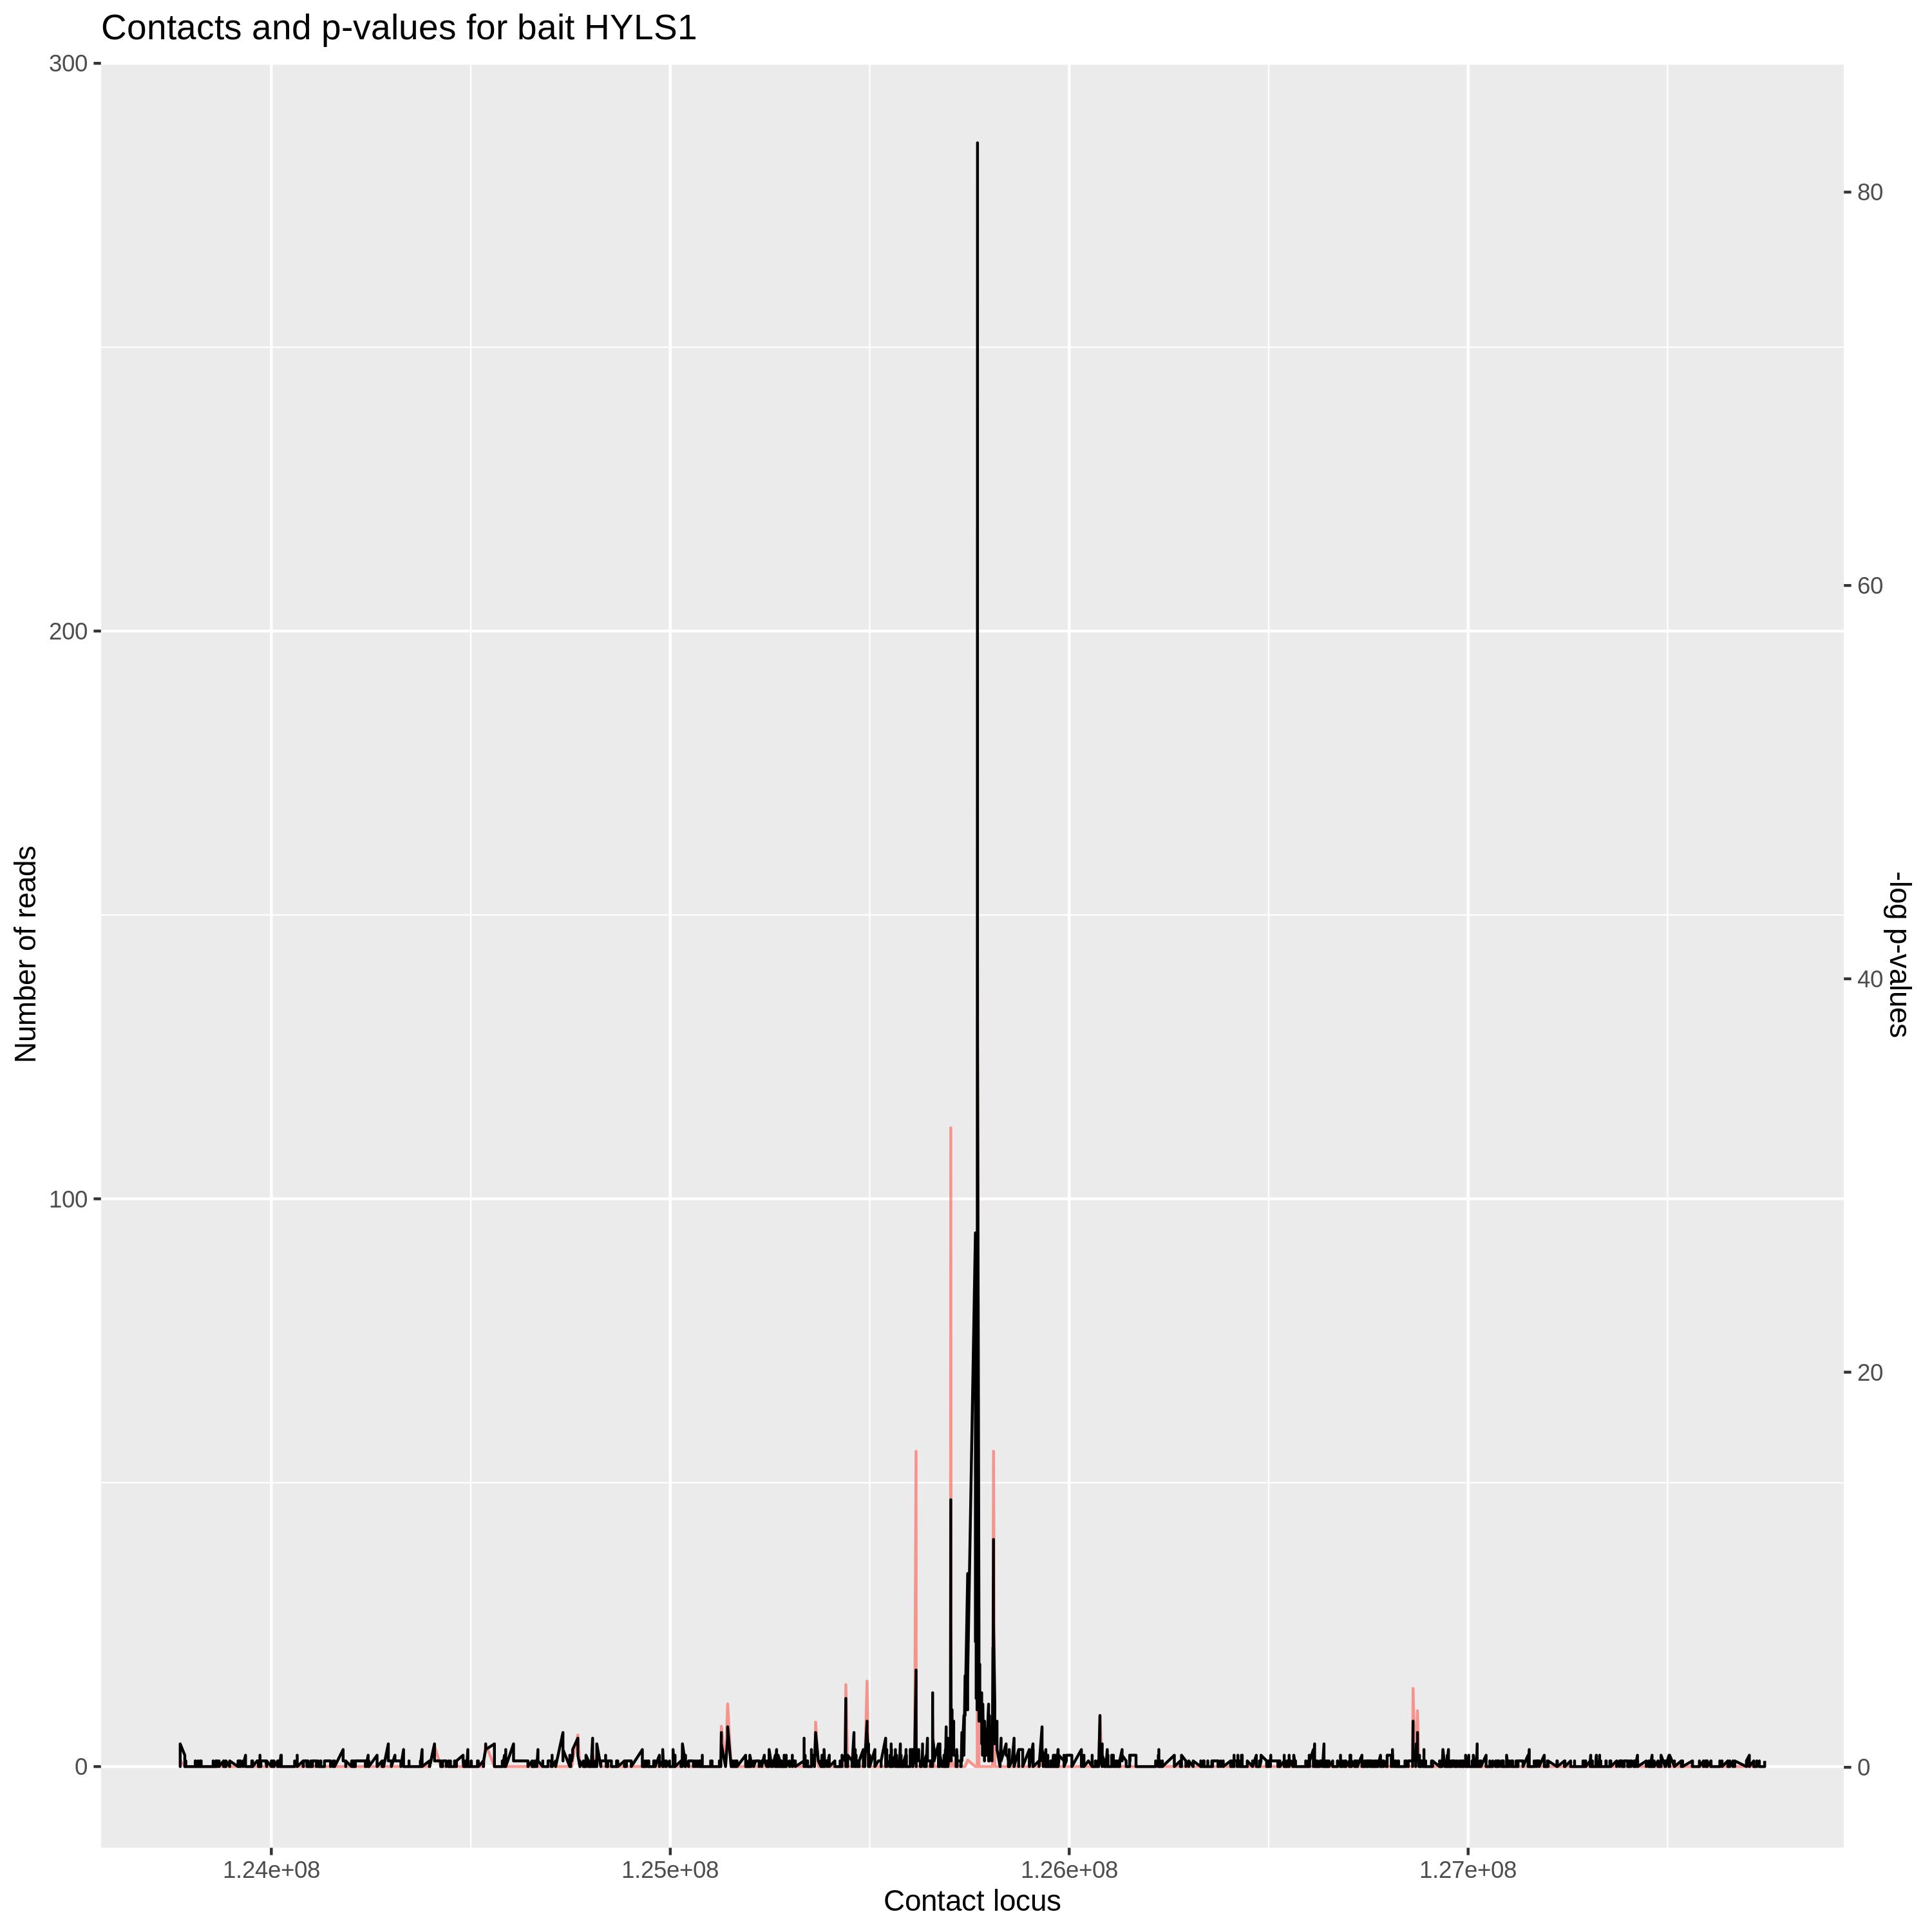 Contacts and p-values for bait HYLS1
300
200
100
0
80
60
40
20
0
Number of reads
-log p-values
1.24e+08
1.25e+08
1.26e+08
1.27e+08
Contact locus